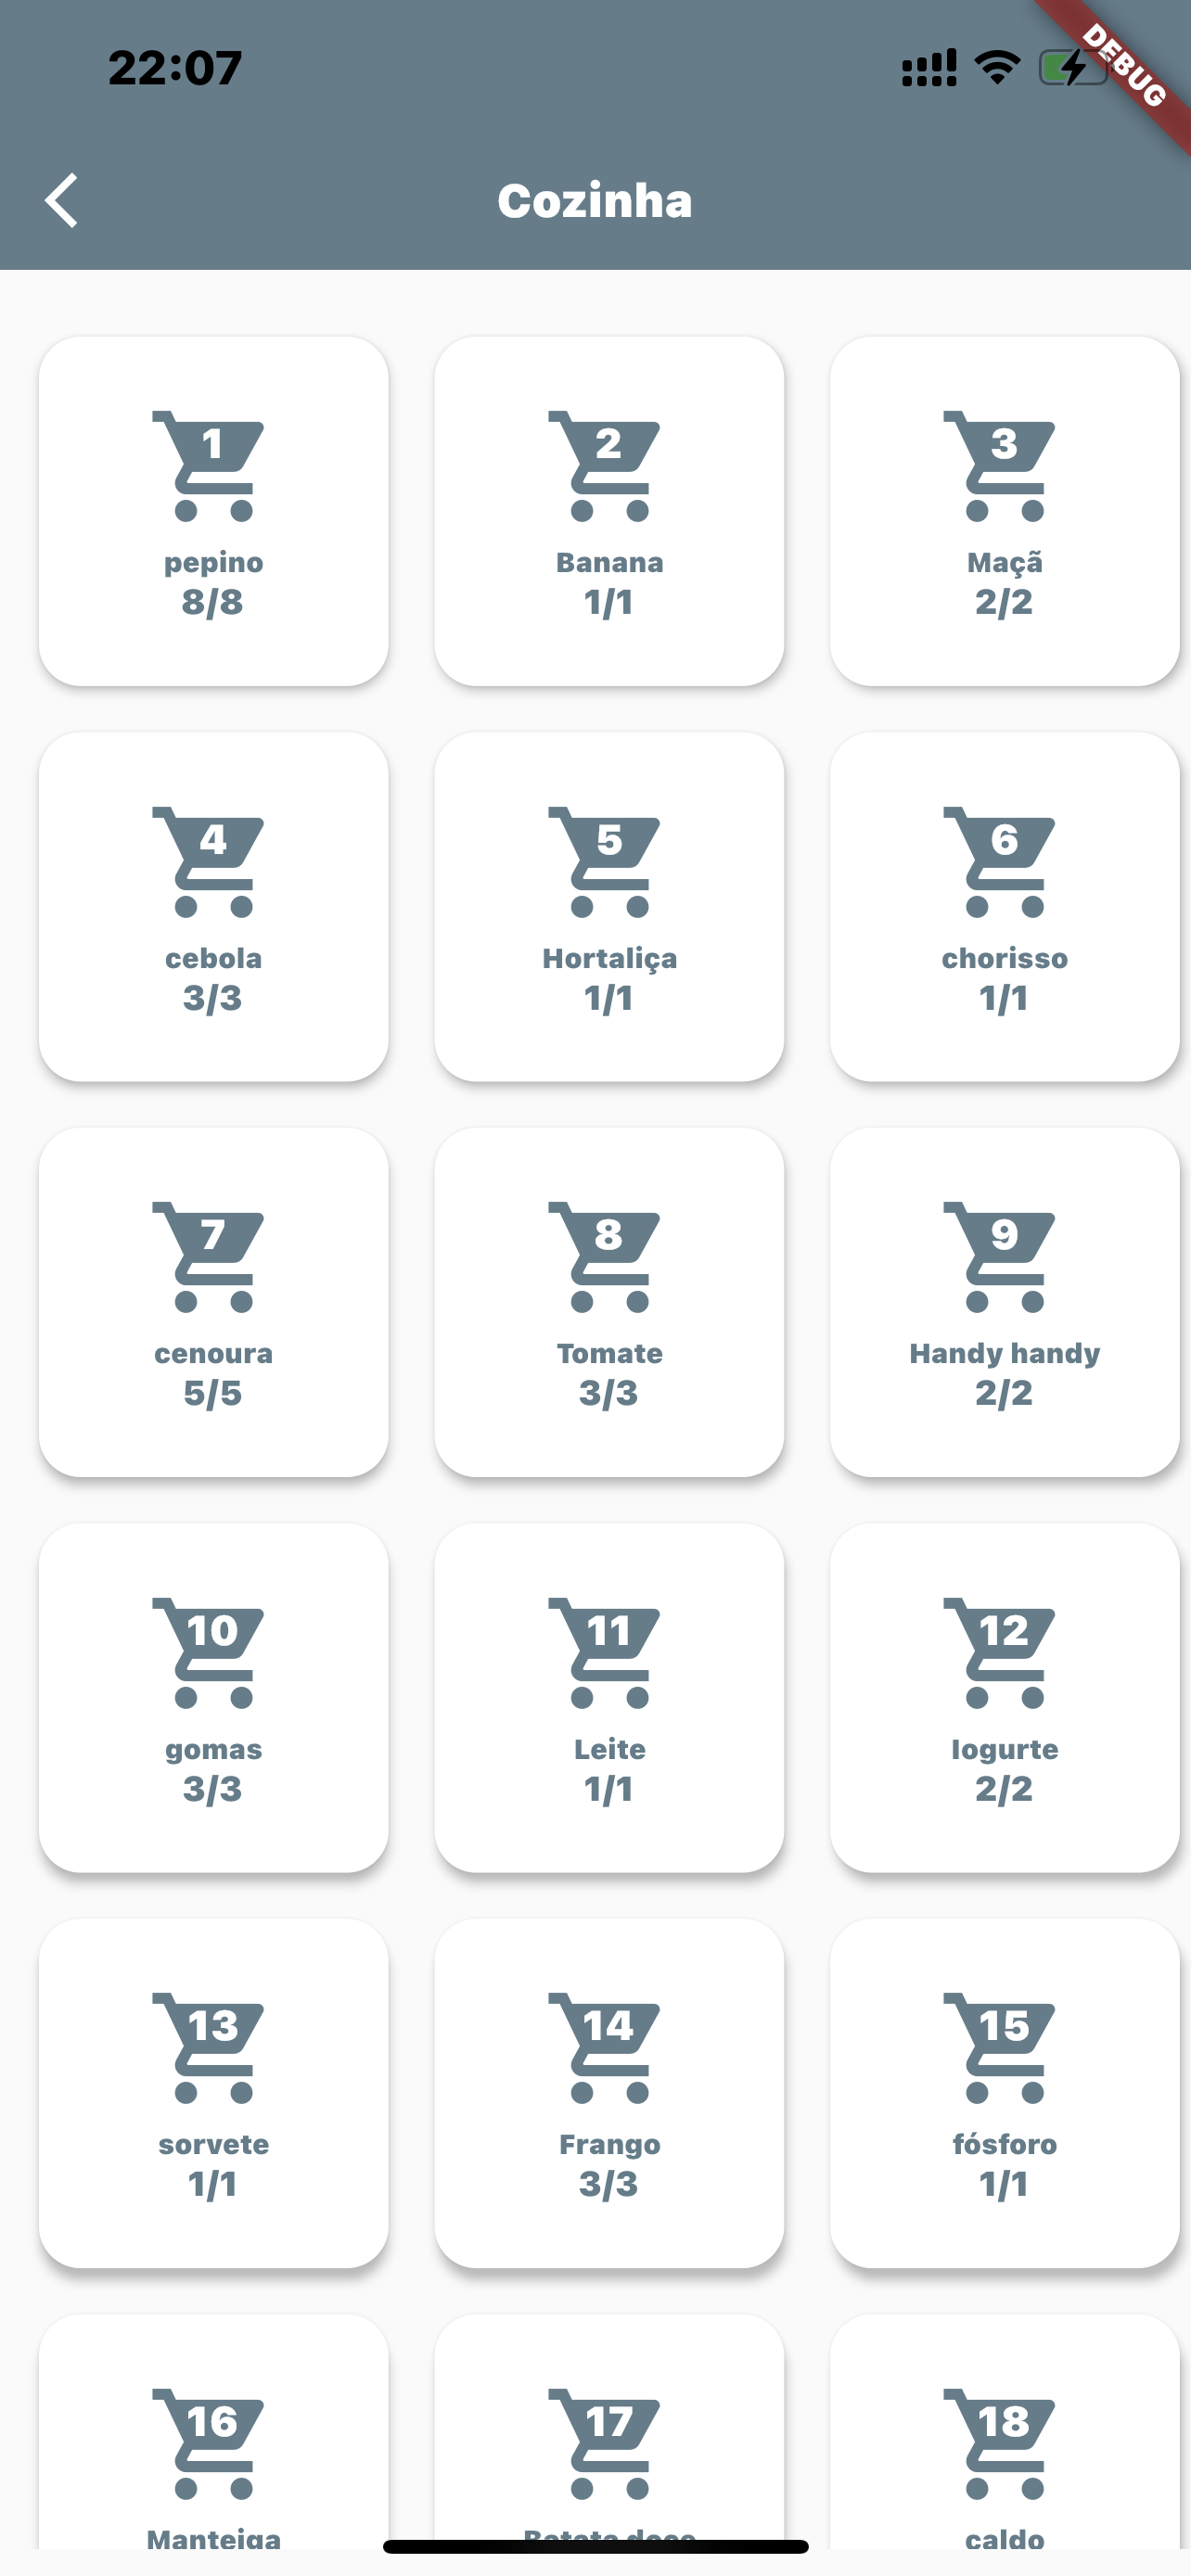 22:07
DEBUG
Cozinha
1
2
3
pepino
Banana
Maçã
8/8
1/1
2/2
4
5
6
cebola
Hortaliça
chorisso
3/3
1/1
1/1
7
8
9
cenoura
Tomate
Handy handy
5/5
3/3
2/2
10
11
12
gomas
Leite
Iogurte
3/3
1/1
2/2
13
14
15
sorvete
Frango
fósforo
1/1
3/3
1/1
16
17
18
Manteiga
Batata doce
caldo